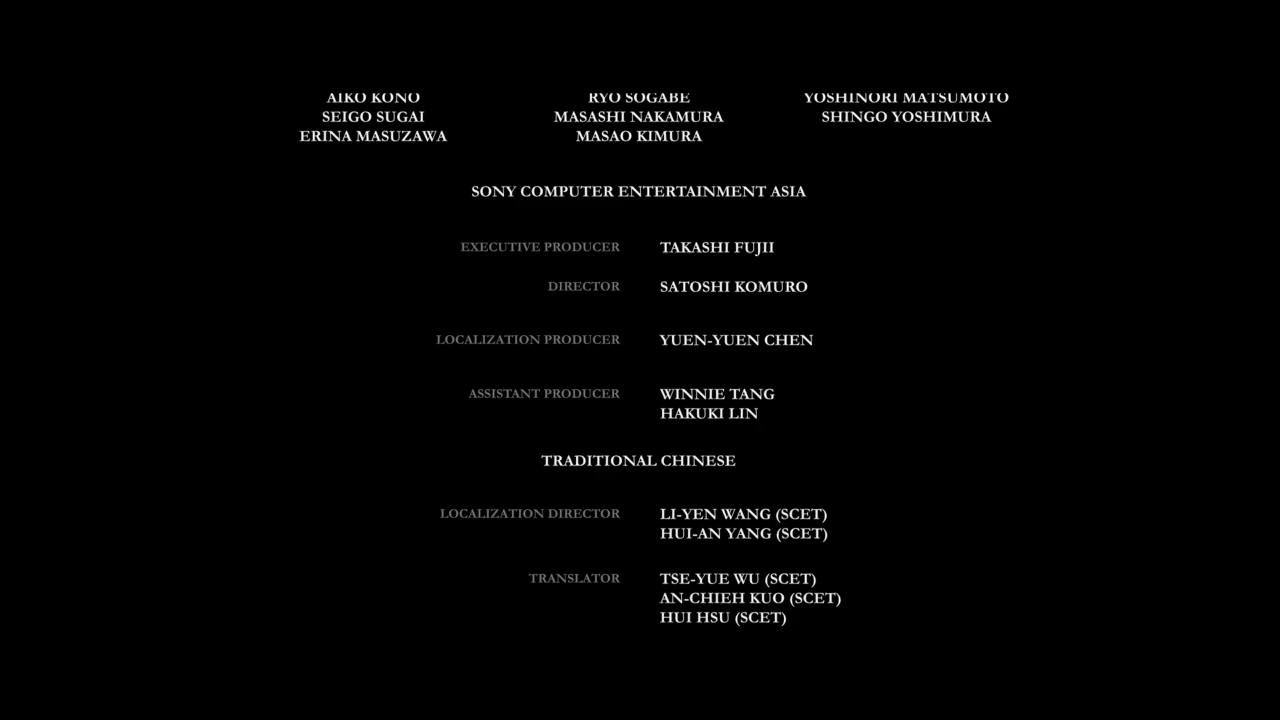 AIKO KONO RYO SOGABE YOSHINORI MATSUMOTO
SEIGO SUGAI MASASHI NAKAMURA SHINGO YOSHIMURA
ERINA MASUZAWA MASAO KIMURA
SONY COMPUTER ENTERTAINMENT ASIA
EXECUTIVE PRODUCER TAKASHI FUJII
DIRECTOR SATOSHI KOMURO
LOCALIZATION PRODUCER YUEN-YUEN CHEN
ASSISTANT PRODUCER WINNIE TANG
HAKUKI LIN
TRADITIONAL CHINESE
LOCALIZATION DIRECTOR LI-YEN WANG (SCET)
HUI-AN YANG (SCET)
TRANSLATOR TSE-YUE WU (SCET)
AN-CHIEH KUO (SCET)
HUI HSU (SCET)